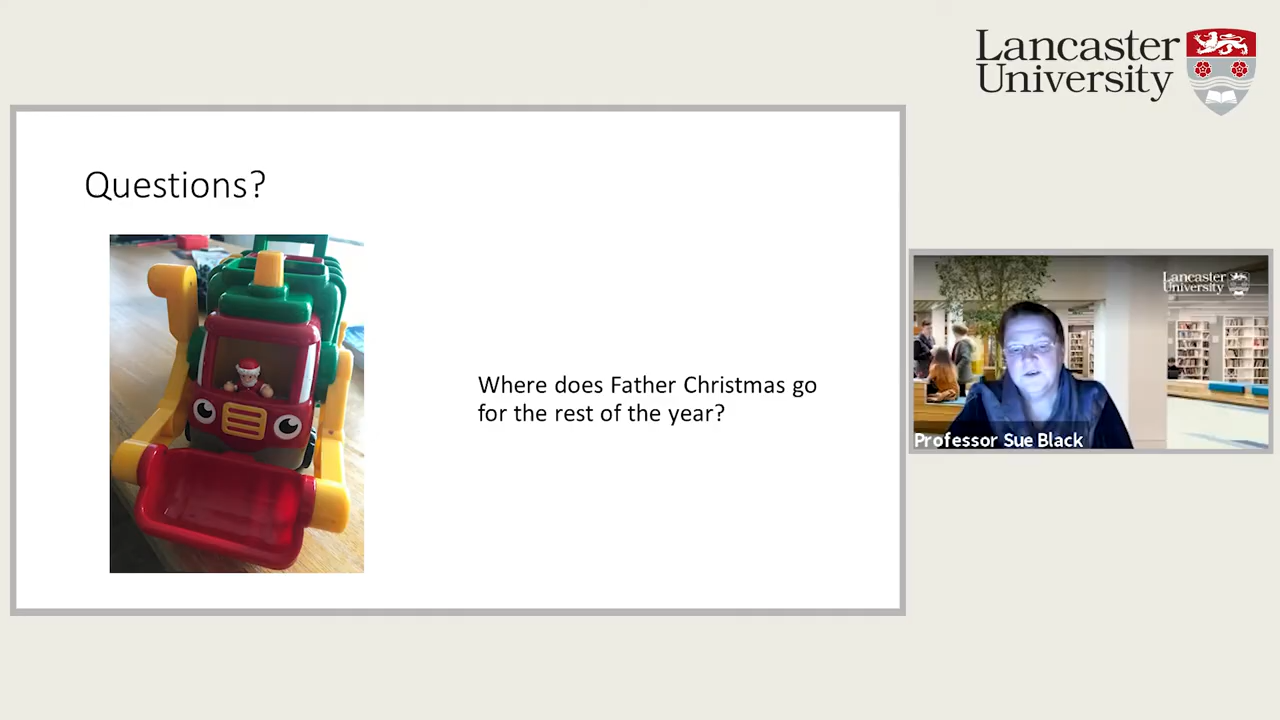 Lancaster
University
Questions?
Where does Father Christmas go
for the rest of the year?
Lancaster
University
Professor Sue Black